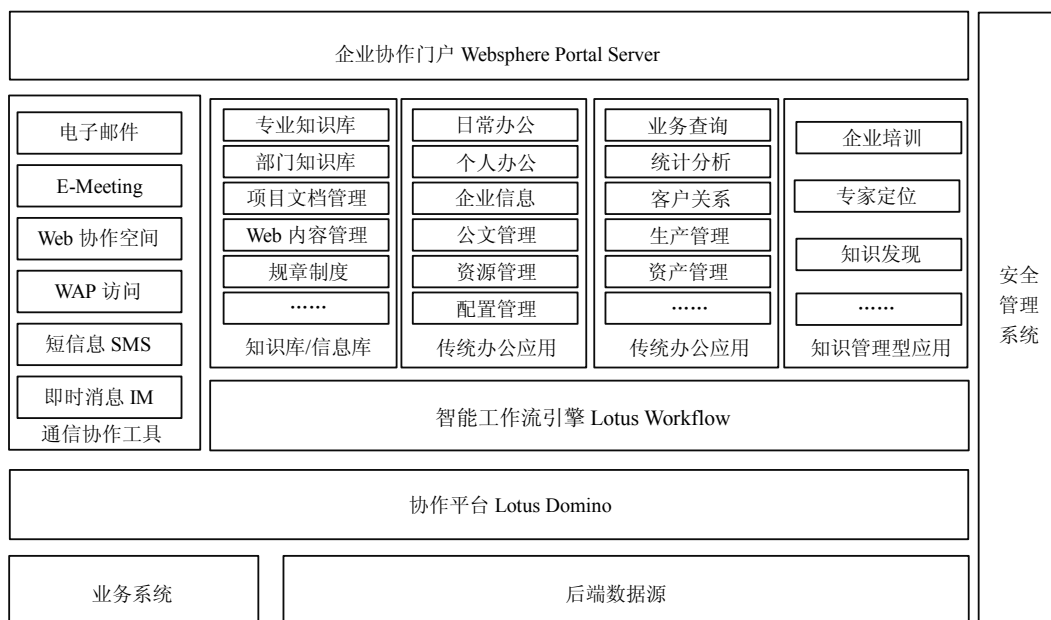 企业协作门户 Websphere Portal Server
电子邮件
E-Meeting
Web 协作空间
WAP 访问
短信息 SMS
即时消息 IM
通信协作工具
专业知识库
部门知识库
项目文档管理
Web 内容管理
规章制度
……
知识库/信息库
日常办公
个人办公
企业信息
公文管理
资源管理
配置管理
传统办公应用
业务查询
统计分析
客户关系
生产管理
资产管理
……
传统办公应用
企业培训
专家定位
知识发现
……
知识管理型应用
智能工作流引擎 Lotus Workflow
协作平台 Lotus Domino
业务系统
后端数据源
安全
管理
系统